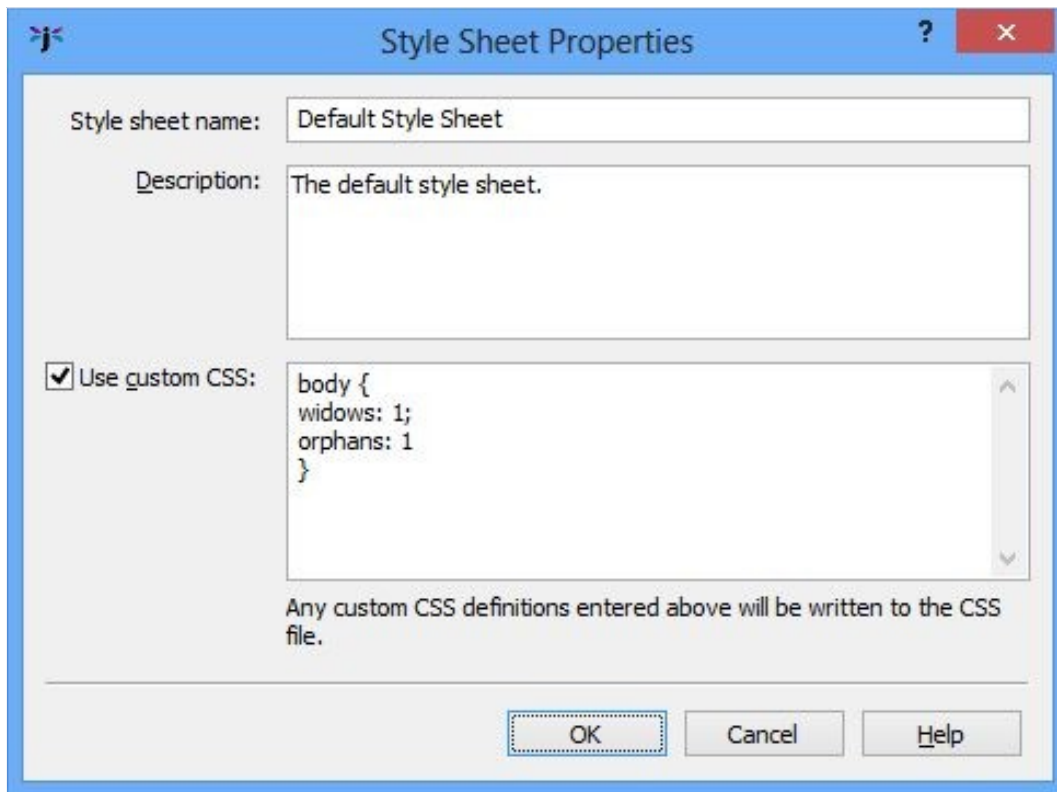 j
Style Sheet Properties
?
Style sheet name:
Default Style Sheet
Description:
The default style sheet.
Use custom CSS:
body {
widows: 1;
orphans: 1
}
Any custom CSS definitions entered above will be written to the CSS
file.
OK
Cancel
Help